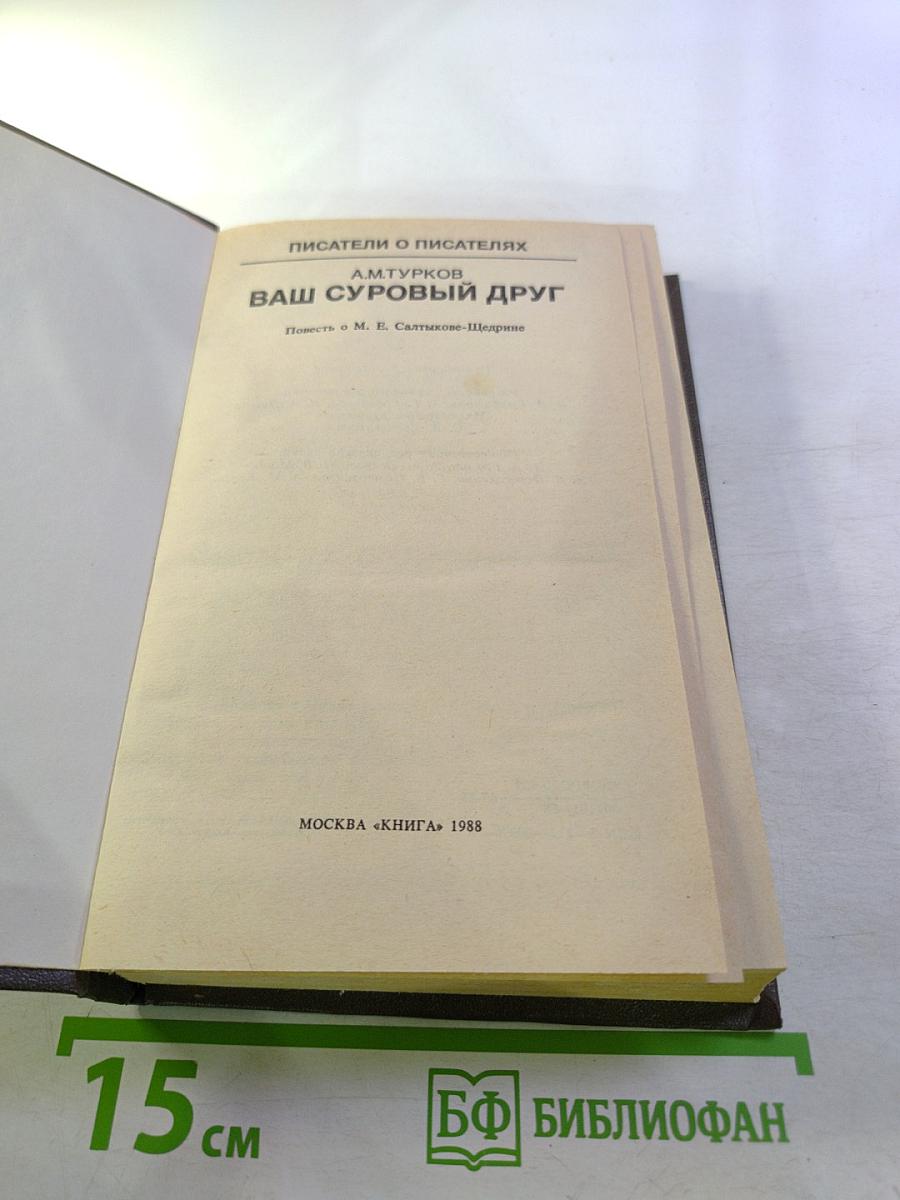 ПИСАТЕЛИ О ПИСАТЕЛЯХ
А.М.ТУРКОВ
ВАШ СУРОВЫЙ ДРУГ
Повесть о М. Е. Салтыкове-Щедрине
МОСКВА «КНИГА» 1988
15 см
БФ БИБЛИОФАН